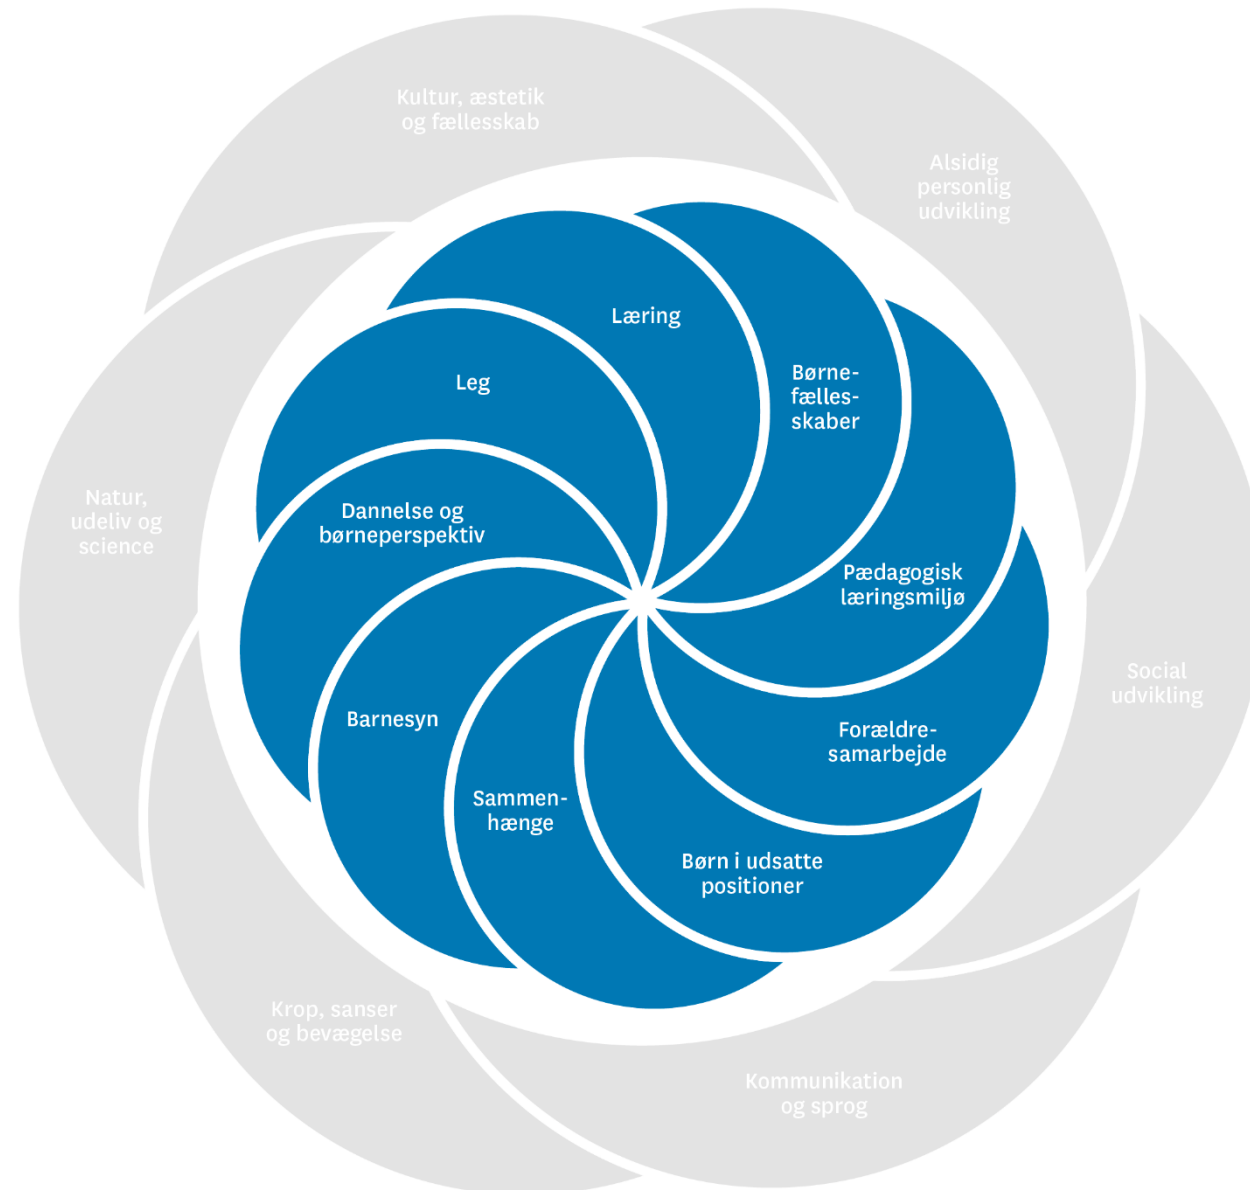 Kultur, æstetik
og fællesskab
Alsidig
personlig
udvikling
Læring
Børne-
fælles-
skaber
Leg
Natur,
udeliv og
science
Dannelse og
børneperspektiv
Pædagogisk
læringsmiljø
Social
udvikling
Barnesyn
Forældre-
samarbejde
Sammen-
hænge
Børn i udsatte
positioner
Krop, sanser
og bevægelse
Kommunikation
og sprog